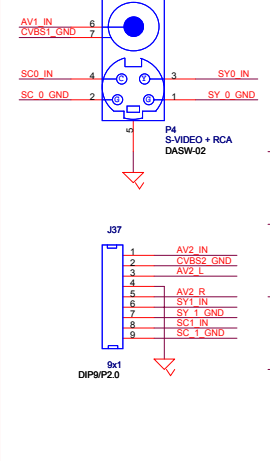 AV1_IN 6
CVBS1_GND 7
SC0_IN 4 C Y 3 SY0_IN
SC_0_GND 2 G G 1 SY_0_GND
5
P4
S-VIDEO + RCA
DASW-02
J37
1 AV2_IN
2 CVBS2_GND
3 AV2_L
4
5 AV2_R
6 SY1_IN
7 SY_1_GND
8 SC1_IN
9 SC_1_GND
9x1
DIP9/P2.0